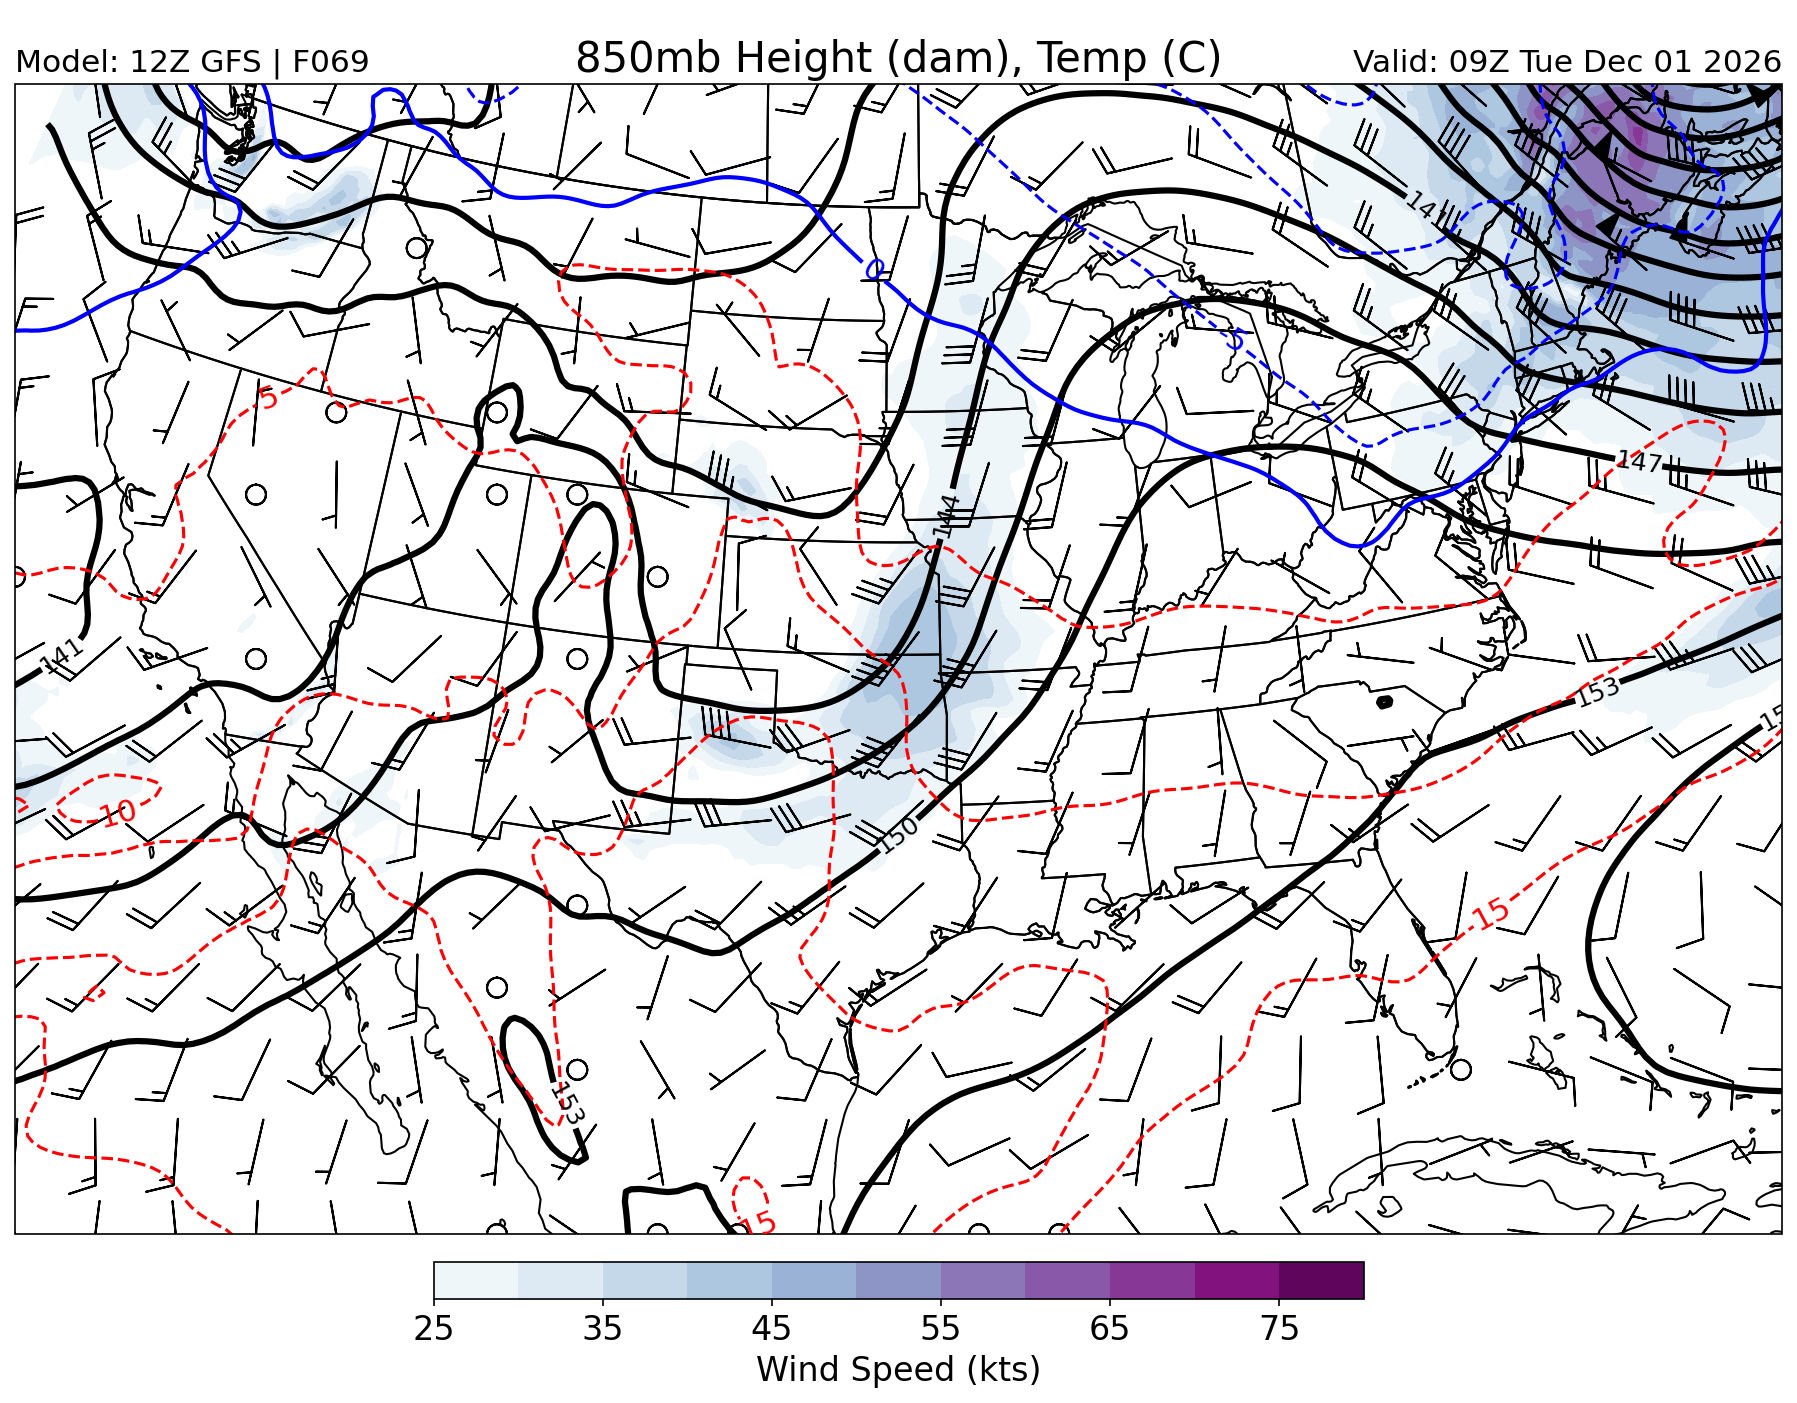 Model: 12Z GFS | F069
850mb Height (dam), Temp (C)
Valid: 09Z Tue Dec 01 2026
141
0
5
5
147
144
141
153
10
150
15
153
15
25 35 45 55 65 75
Wind Speed (kts)